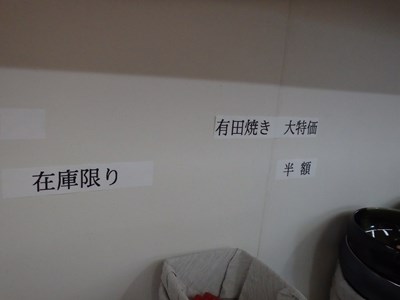 有田焼き 大特価
半額
在庫限り